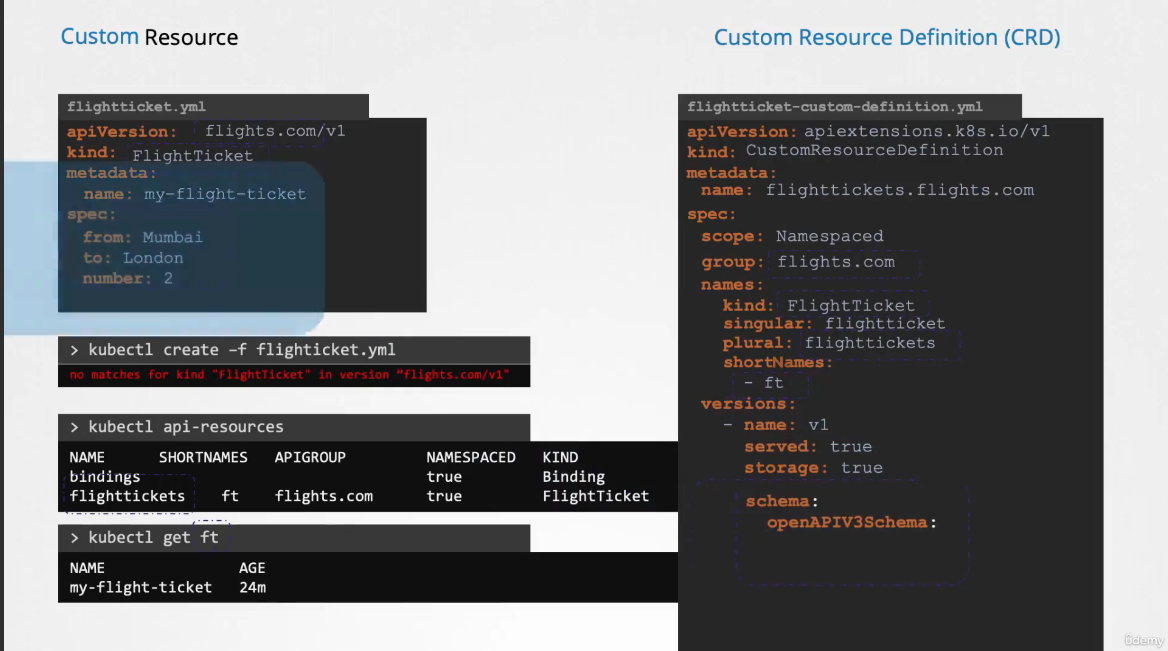 Custom Resource
flightticket.yml
apiVersion: flights.com/v1
kind: FlightTicket
metadata:
name: my-flight-ticket
spec:
from: Mumbai
to: London
number: 2
> kubectl create –f flighticket.yml
no matches for kind "FlightTicket" in version “flights.com/v1"
> kubectl api-resources
NAME SHORTNAMES APIGROUP NAMESPACED KIND
bindings true Binding
flighttickets ft flights.com true FlightTicket
> kubectl get ft
NAME AGE
my-flight-ticket 24m
Custom Resource Definition (CRD)
flightticket-custom-definition.yml
apiVersion: apiextensions.k8s.io/v1
kind: CustomResourceDefinition
metadata:
name: flighttickets.flights.com
spec:
scope: Namespaced
group: flights.com
names:
kind: FlightTicket
singular: flightticket
plural: flighttickets
shortNames:
- ft
versions:
- name: v1
served: true
storage: true
schema:
openAPIV3Schema:
Udemy